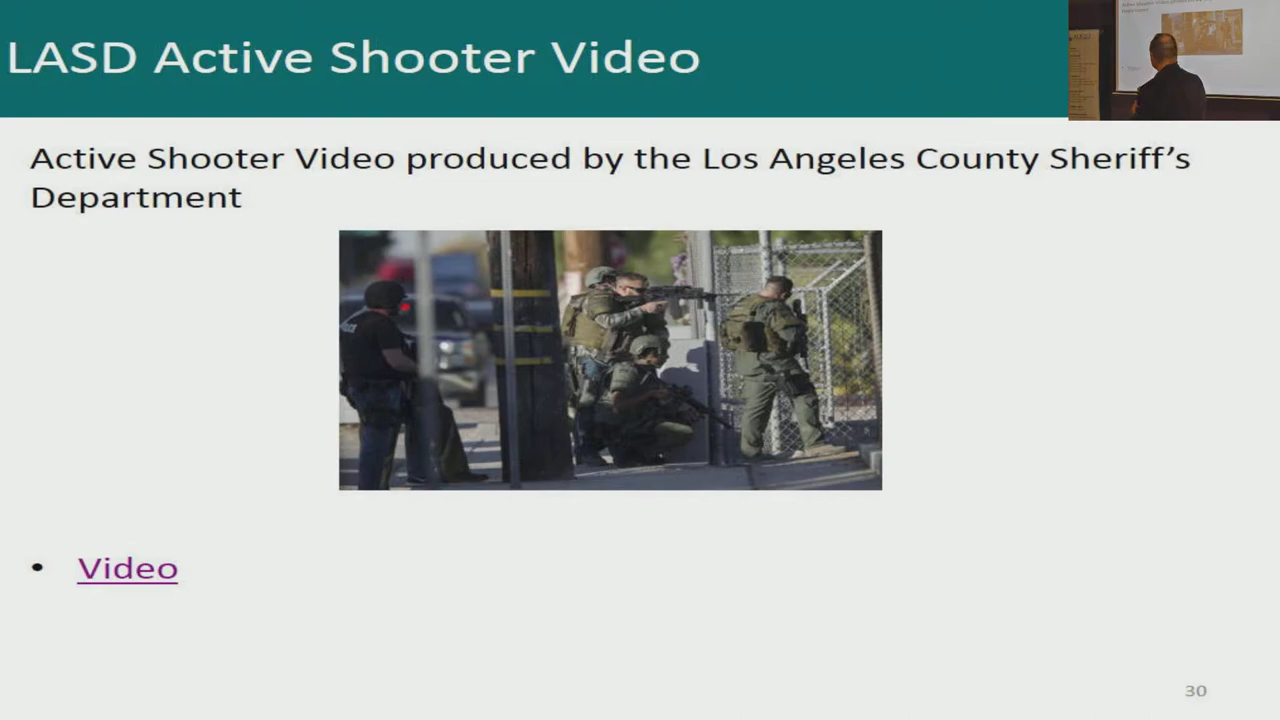 LASD Active Shooter Video
Active Shooter Video produced by the Los Angeles County Sheriff's
Department
• Video
30